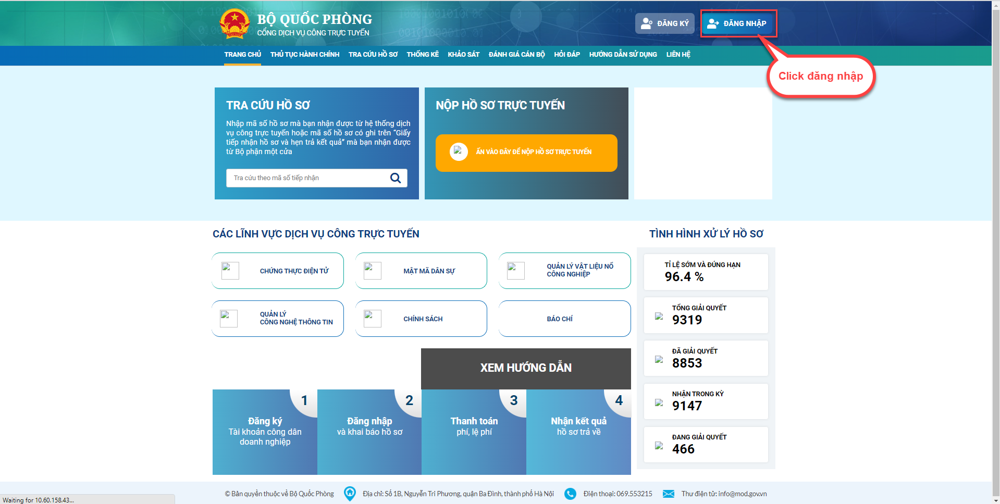 BỘ QUỐC PHÒNG
CỔNG DỊCH VỤ CÔNG TRỰC TUYẾN
ĐĂNG KÝ
ĐĂNG NHẬP
TRANG CHỦ THỦ TỤC HÀNH CHÍNH TRA CỨU HỒ SƠ THỐNG KÊ KHẢO SÁT ĐÁNH GIÁ CÁN BỘ HỎI ĐÁP HƯỚNG DẪN SỬ DỤNG LIÊN HỆ
Click đăng nhập
TRA CỨU HỒ SƠ
Nhập mã số hồ sơ mà bạn nhận được từ hệ thống dịch
vụ công trực tuyến hoặc mã số hồ sơ có ghi trên “Giấy
tiếp nhận hồ sơ và hẹn trả kết quả” mà bạn nhận được
từ Bộ phận một cửa
Tra cứu theo mã số tiếp nhận
NỘP HỒ SƠ TRỰC TUYẾN
ẤN VÀO ĐÂY ĐỂ NỘP HỒ SƠ TRỰC TUYẾN
CÁC LĨNH VỰC DỊCH VỤ CÔNG TRỰC TUYẾN
CHỨNG THỰC ĐIỆN TỬ
MẬT MÃ DÂN SỰ
QUẢN LÝ VẬT LIỆU NỔ
CÔNG NGHIỆP
QUẢN LÝ
CÔNG NGHỆ THÔNG TIN
CHÍNH SÁCH
BÁO CHÍ
XEM HƯỚNG DẪN
1
Đăng ký
Tài khoản công dân
doanh nghiệp
2
Đăng nhập
và khai báo hồ sơ
3
Thanh toán
phí, lệ phí
4
Nhận kết quả
hồ sơ trả về
TÌNH HÌNH XỬ LÝ HỒ SƠ
TỈ LỆ SỚM VÀ ĐÚNG HẠN
96.4 %
TỔNG GIẢI QUYẾT
9319
ĐÃ GIẢI QUYẾT
8853
NHẬN TRONG KỲ
9147
ĐANG GIẢI QUYẾT
466
© Bản quyền thuộc về Bộ Quốc Phòng
Địa chỉ: Số 1B, Nguyễn Tri Phương, quận Ba Đình, thành phố Hà Nội
Điện thoại: 069.553215
Thư điện tử: info@mod.gov.vn
Waiting for 10.60.158.43...